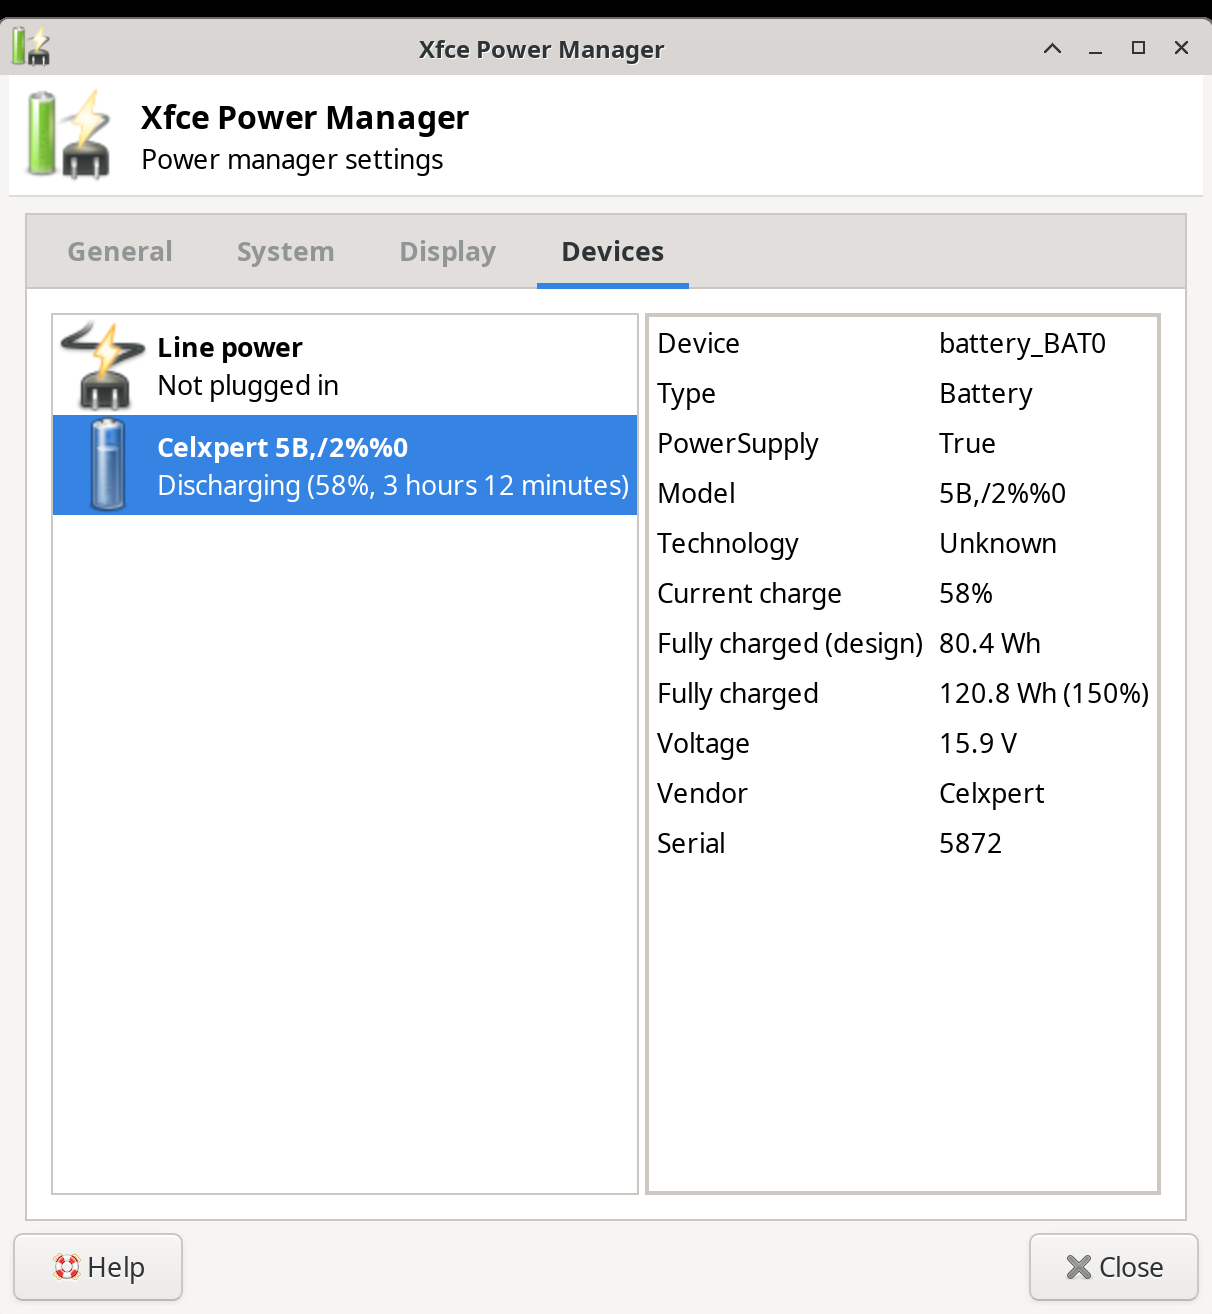 Xfce Power Manager
Xfce Power Manager
Power manager settings
General System Display Devices
Line power
Not plugged in
Celxpert 5B,/2%%0
Discharging (58%, 3 hours 12 minutes)
Device battery_BAT0
Type Battery
PowerSupply True
Model 5B,/2%%0
Technology Unknown
Current charge 58%
Fully charged (design) 80.4 Wh
Fully charged 120.8 Wh (150%)
Voltage 15.9 V
Vendor Celxpert
Serial 5872
Help Close